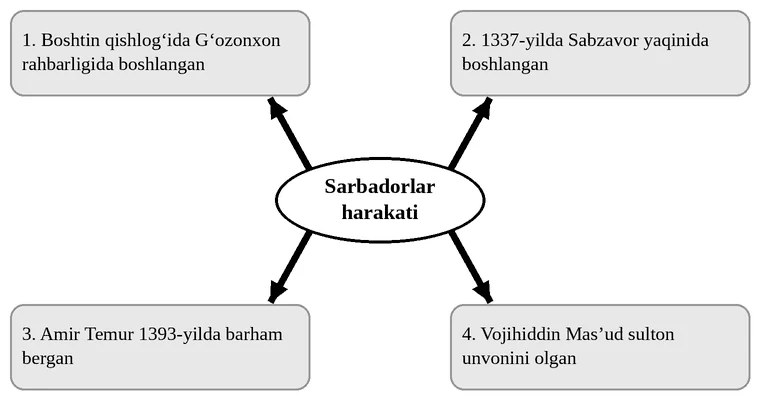 1. Boshtin qishlog‘ida G‘ozonxon
rahbarligida boshlangan
2. 1337-yilda Sabzavor yaqinida
boshlangan
Sarbadorlar
harakati
3. Amir Temur 1393-yilda barham
bergan
4. Vojihiddin Mas’ud sulton
unvonini olgan